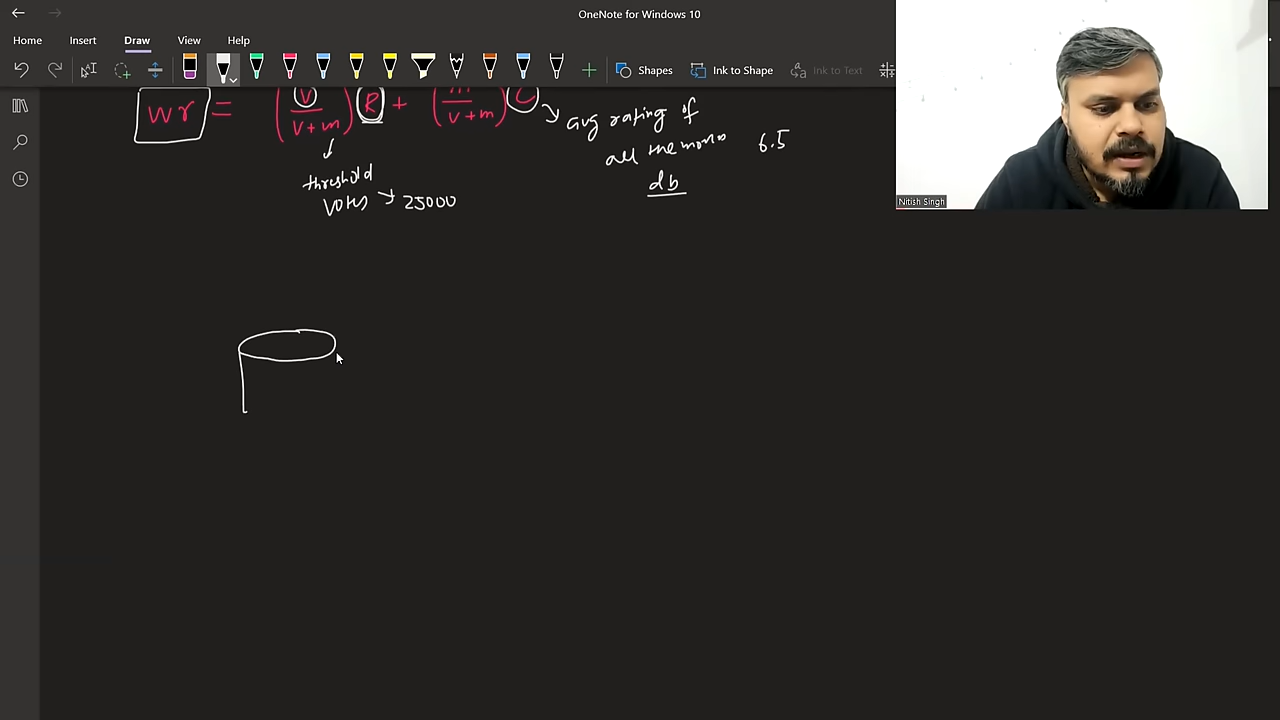 OneNote for Windows 10
Home Insert Draw View Help
Shapes Ink to Shape Ink to Text
wr = (V/V+m) R + (m/V+m) C
avg rating of
all the
6.5
db
threshold
votes → 25000
Nitish Singh